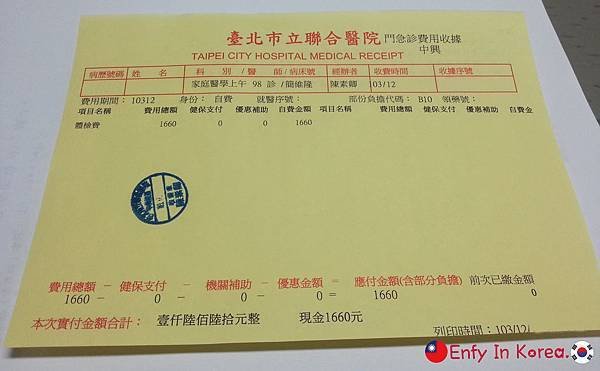 臺北市立聯合醫院 門急診費用收據
TAIPEI CITY HOSPITAL MEDICAL RECEIPT 中興
病歷號碼 姓名 科別/醫師/病床號 經辦者 收費時間 收據序號
家庭醫學上午 98 診/簡維隆 陳素卿 103/12
費用期間：10312 身份：自費 就醫序號： 部份負擔代碼：B10 領藥號：
項目名稱 費用總額 健保支付 優惠補助 自費金額 項目名稱 費用總額 健保支付 優惠補助 自費金
體檢費 1660 0 0 1660
費用總額 － 健保支付 － 機關補助 － 優惠金額 ＝ 應付金額(含部分負擔) 前次已繳金額
1660 － 0 － 0 － 0 ＝ 1660 0
本次實付金額合計： 壹仟陸佰陸拾元整 現金1660元
列印時間：103/12/
Enfy In Korea.